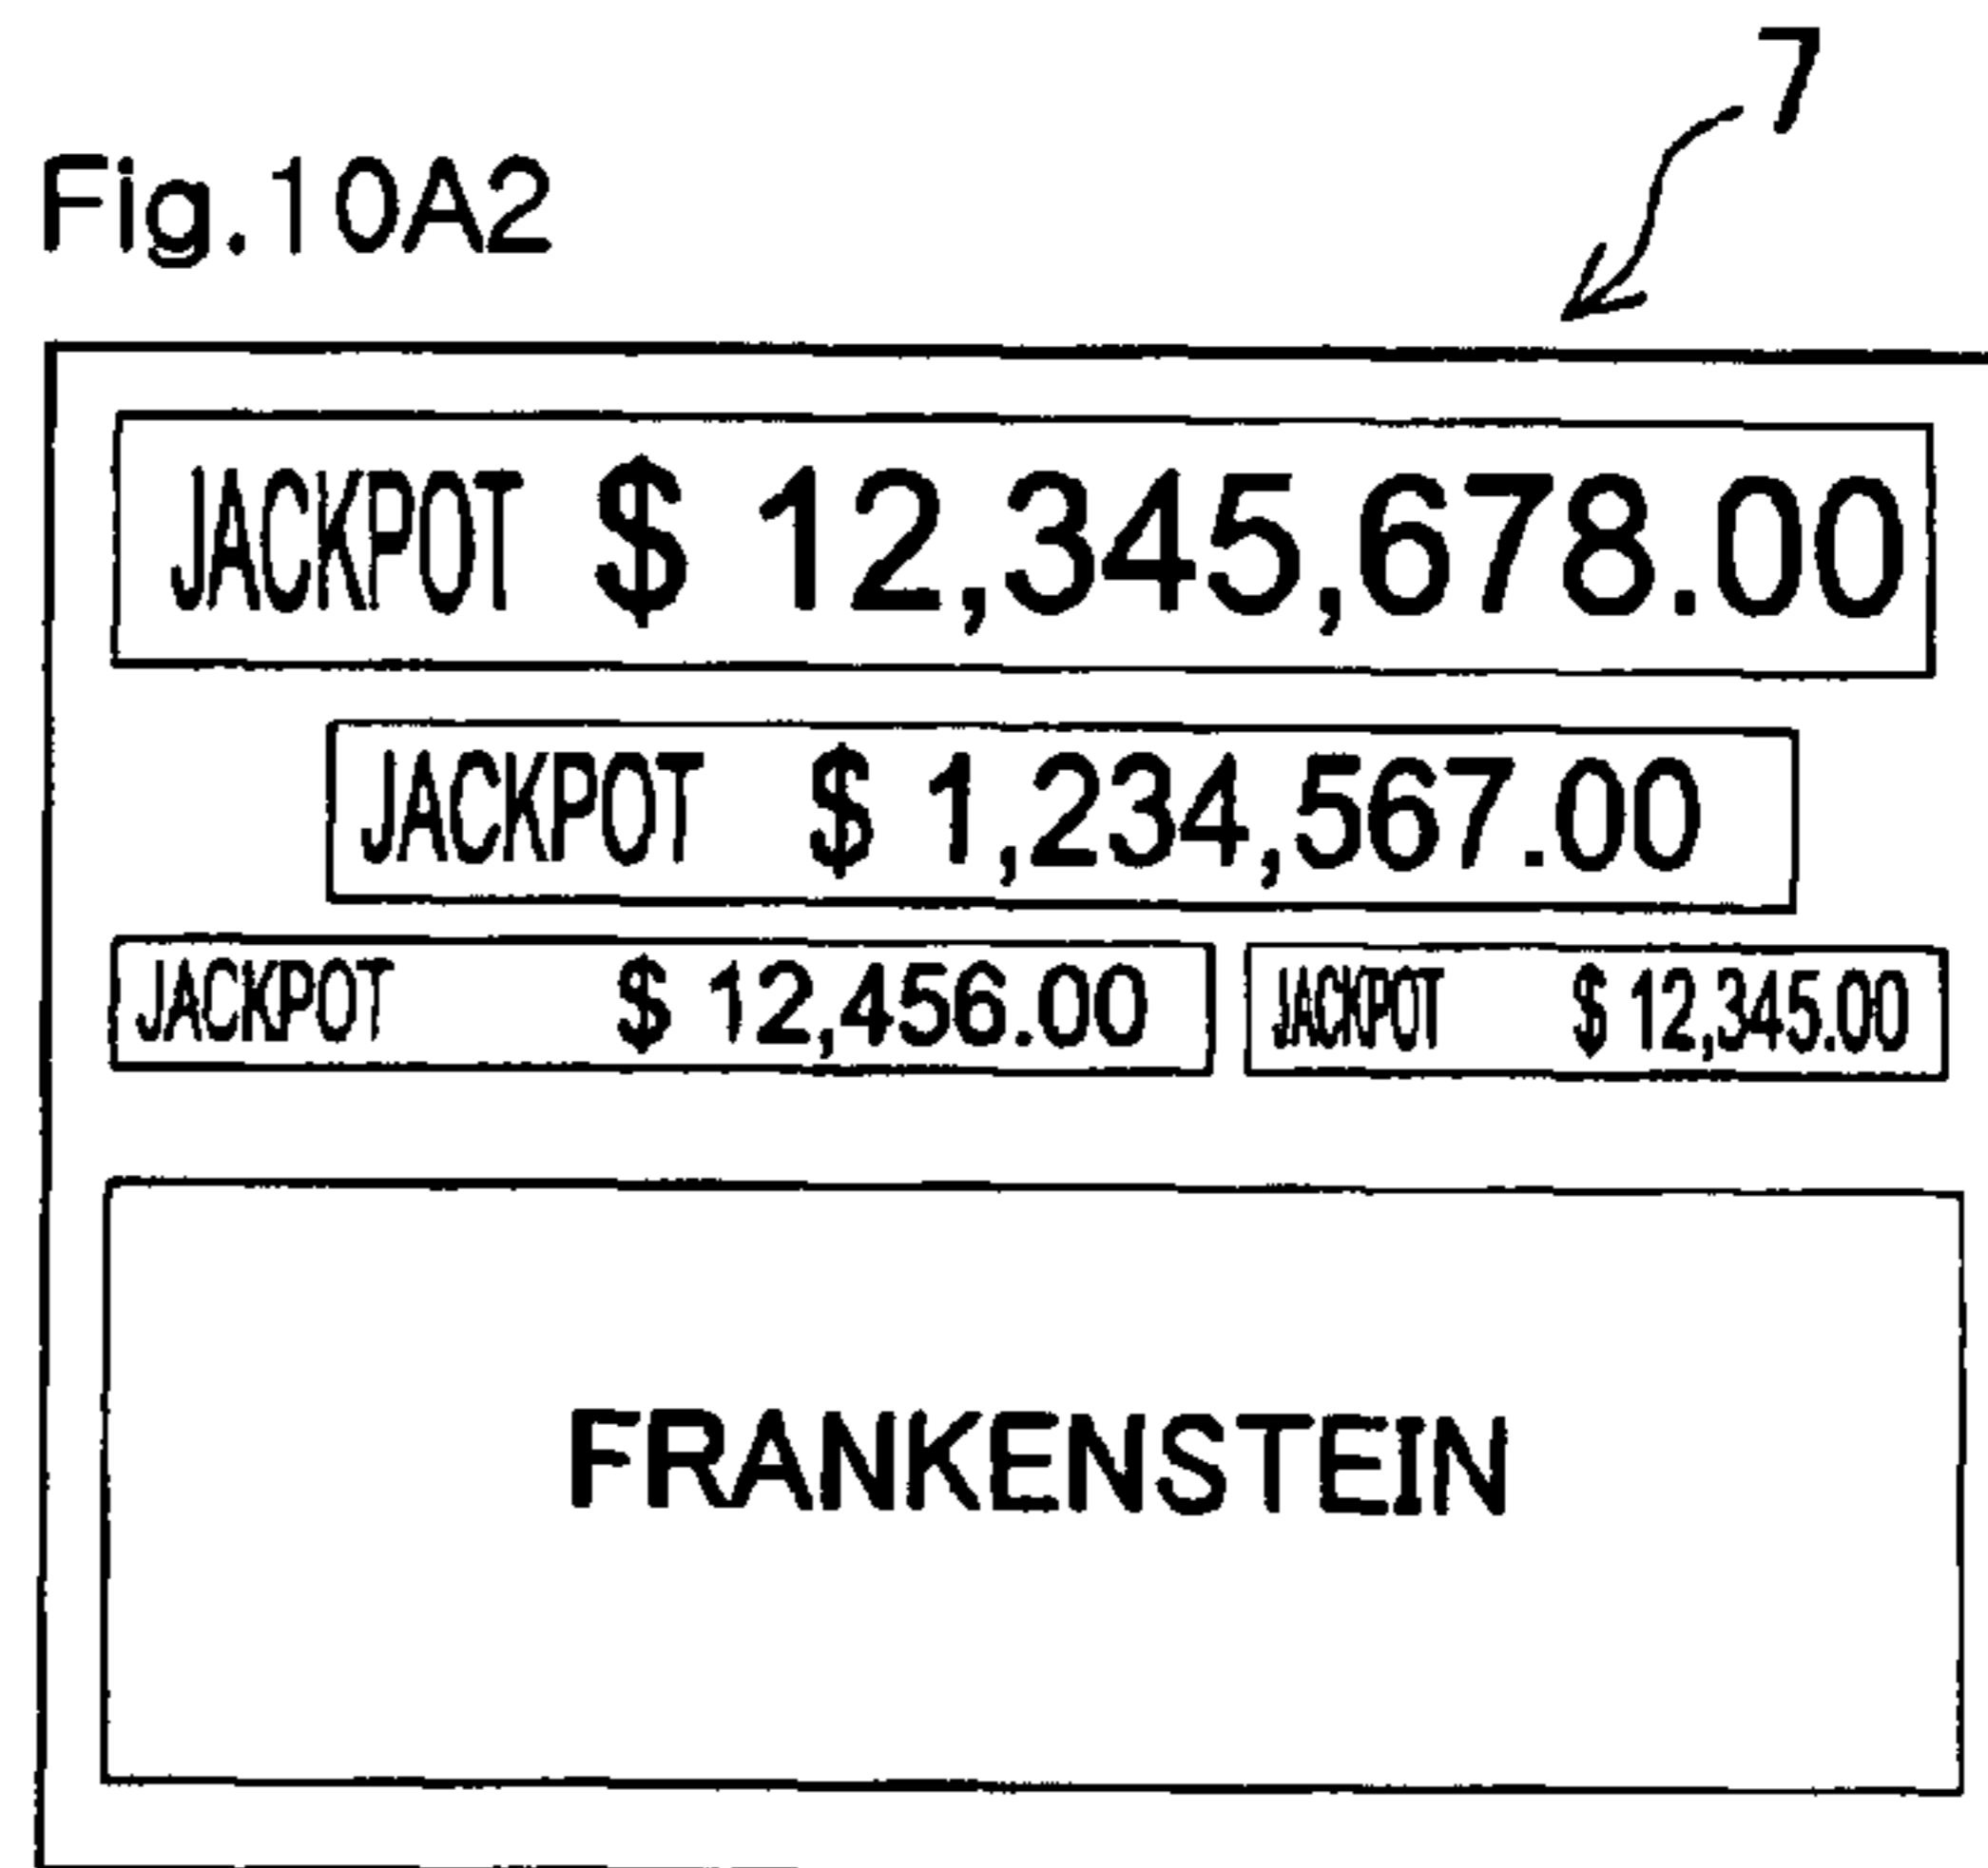 7
Fig.10A2
JACKPOT $ 12,345,678.00
JACKPOT $ 1,234,567.00
JACKPOT $ 12,456.00 JACKPOT $ 12,345.00
FRANKENSTEIN